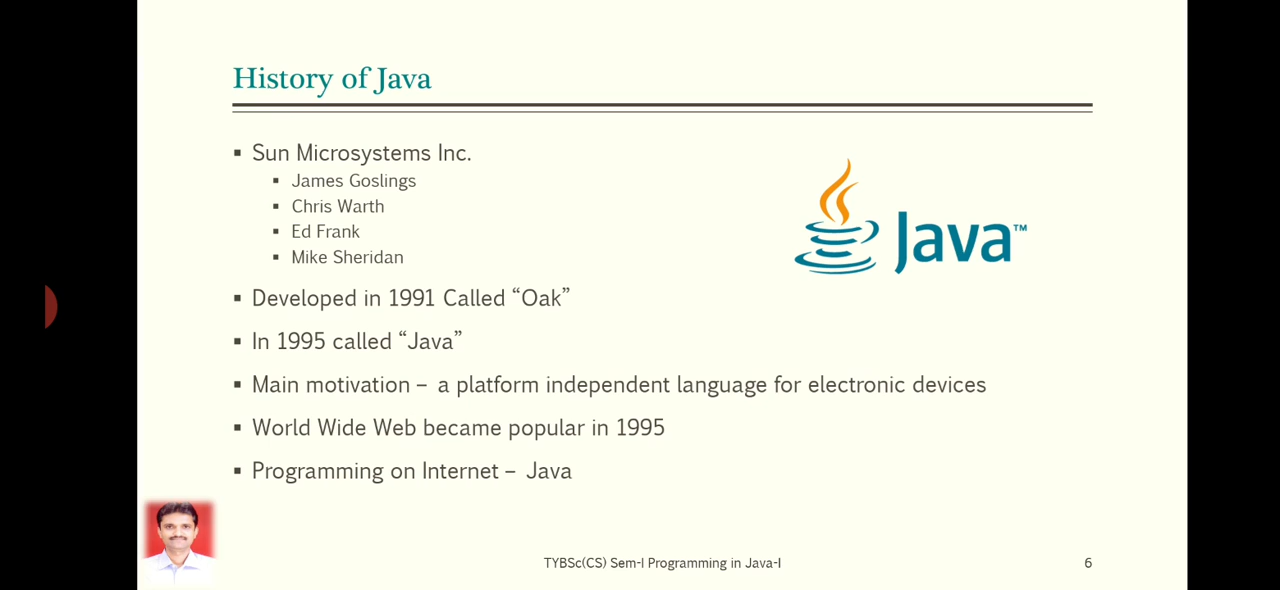 History of Java
Sun Microsystems Inc.
James Goslings
Chris Warth
Ed Frank
Mike Sheridan
Java™
Developed in 1991 Called “Oak”
In 1995 called “Java”
Main motivation – a platform independent language for electronic devices
World Wide Web became popular in 1995
Programming on Internet – Java
TYBSc(CS) Sem-I Programming in Java-I
6